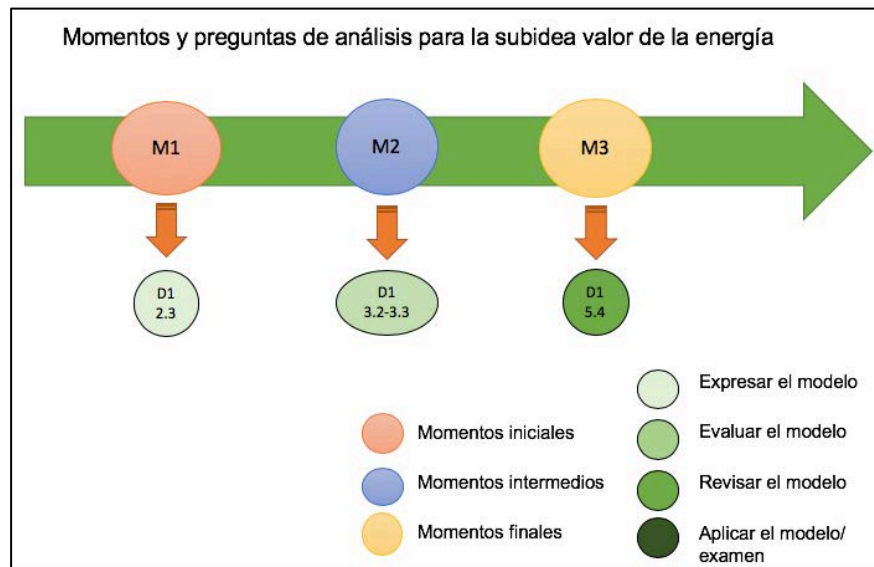 Momentos y preguntas de análisis para la subidea valor de la energía
M1
M2
M3
D1
2.3
D1
3.2-3.3
D1
5.4
Momentos iniciales
Momentos intermedios
Momentos finales
Expresar el modelo
Evaluar el modelo
Revisar el modelo
Aplicar el modelo/
examen